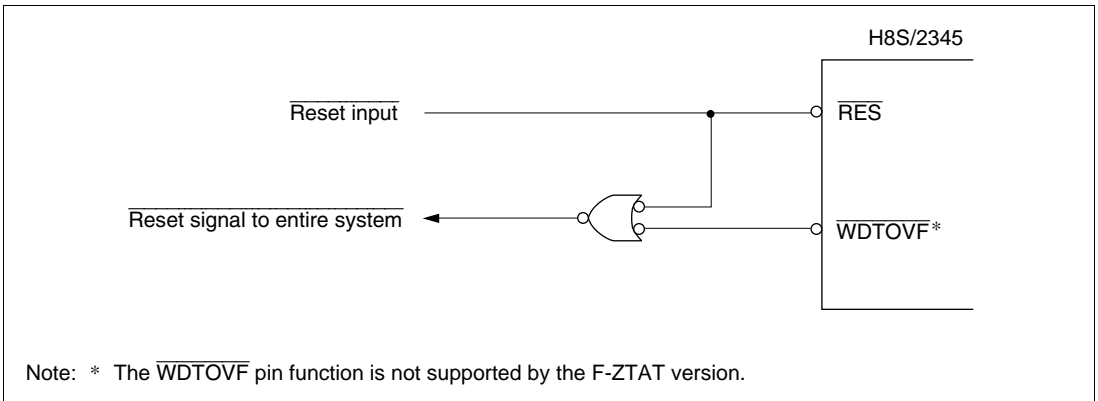 H8S/2345
Reset input
RES
Reset signal to entire system
WDTOVF*
Note: * The WDTOVF pin function is not supported by the F-ZTAT version.